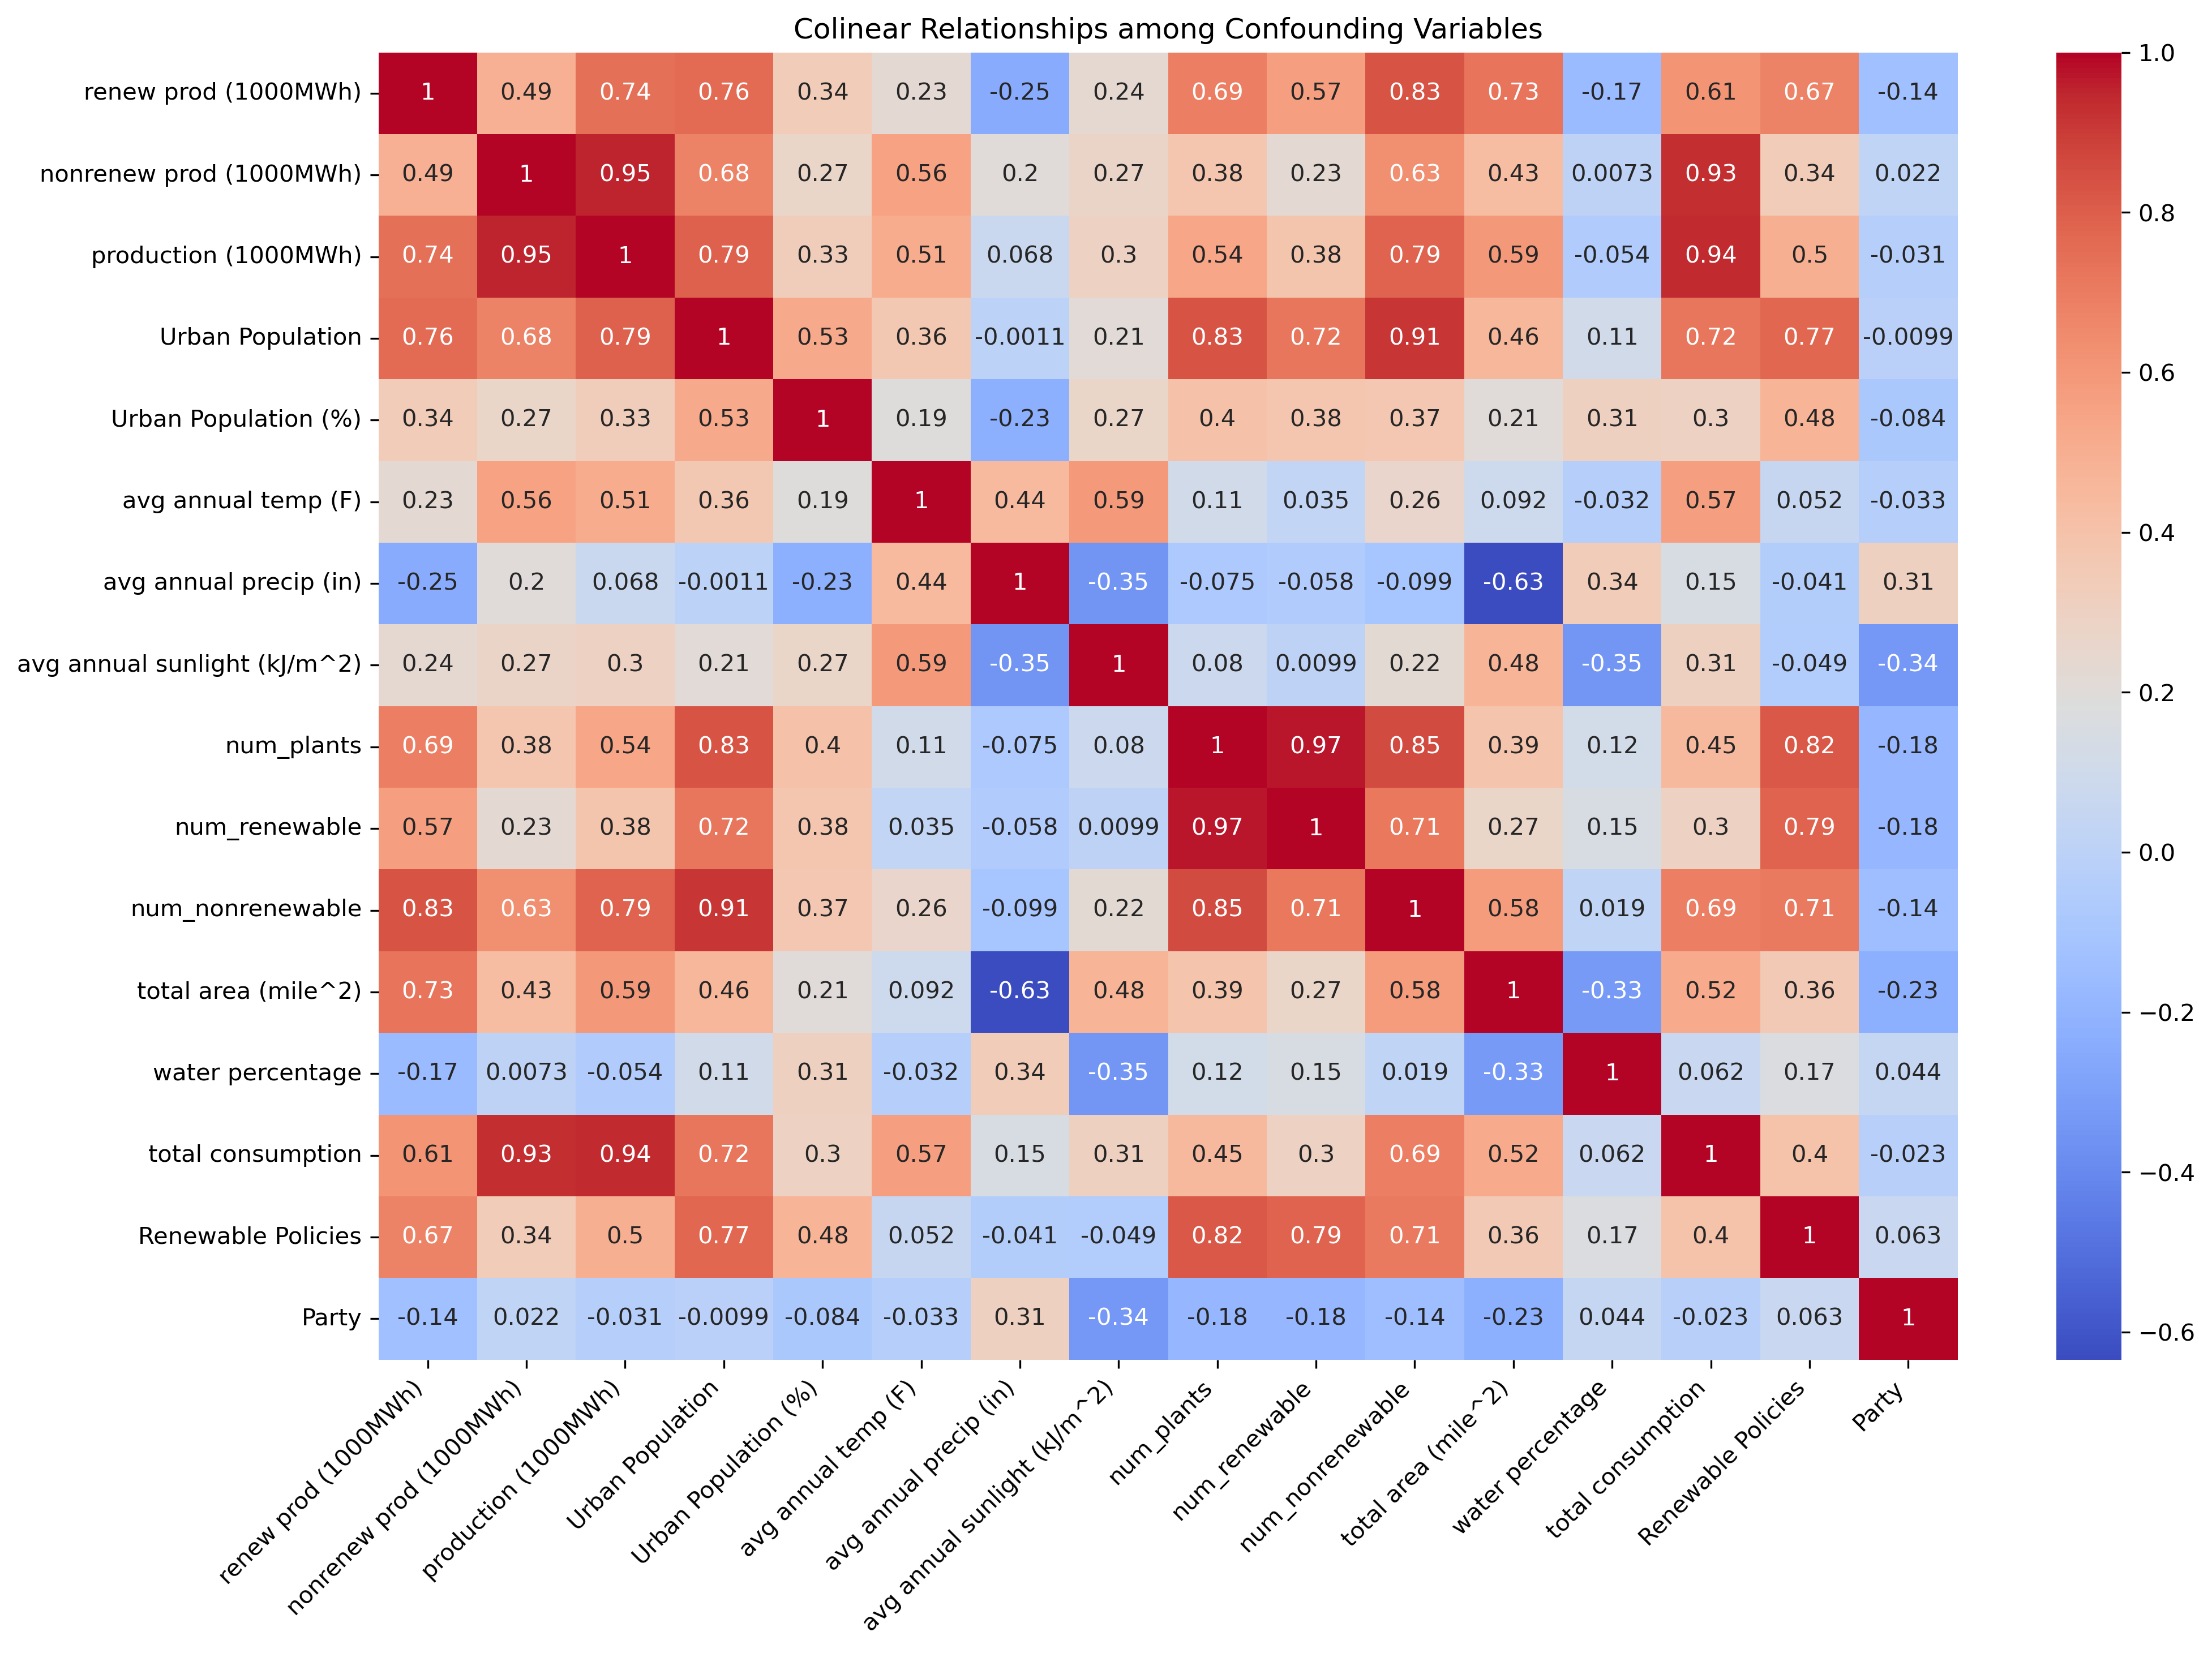 Colinear Relationships among Confounding Variables
renew prod (1000MWh) 1 0.49 0.74 0.76 0.34 0.23 -0.25 0.24 0.69 0.57 0.83 0.73 -0.17 0.61 0.67 -0.14
nonrenew prod (1000MWh) 0.49 1 0.95 0.68 0.27 0.56 0.2 0.27 0.38 0.23 0.63 0.43 0.0073 0.93 0.34 0.022
production (1000MWh) 0.74 0.95 1 0.79 0.33 0.51 0.068 0.3 0.54 0.38 0.79 0.59 -0.054 0.94 0.5 -0.031
Urban Population 0.76 0.68 0.79 1 0.53 0.36 -0.0011 0.21 0.83 0.72 0.91 0.46 0.11 0.72 0.77 -0.0099
Urban Population (%) 0.34 0.27 0.33 0.53 1 0.19 -0.23 0.27 0.4 0.38 0.37 0.21 0.31 0.3 0.48 -0.084
avg annual temp (F) 0.23 0.56 0.51 0.36 0.19 1 0.44 0.59 0.11 0.035 0.26 0.092 -0.032 0.57 0.052 -0.033
avg annual precip (in) -0.25 0.2 0.068 -0.0011 -0.23 0.44 1 -0.35 -0.075 -0.058 -0.099 -0.63 0.34 0.15 -0.041 0.31
avg annual sunlight (kJ/m^2) 0.24 0.27 0.3 0.21 0.27 0.59 -0.35 1 0.08 0.0099 0.22 0.48 -0.35 0.31 -0.049 -0.34
num_plants 0.69 0.38 0.54 0.83 0.4 0.11 -0.075 0.08 1 0.97 0.85 0.39 0.12 0.45 0.82 -0.18
num_renewable 0.57 0.23 0.38 0.72 0.38 0.035 -0.058 0.0099 0.97 1 0.71 0.27 0.15 0.3 0.79 -0.18
num_nonrenewable 0.83 0.63 0.79 0.91 0.37 0.26 -0.099 0.22 0.85 0.71 1 0.58 0.019 0.69 0.71 -0.14
total area (mile^2) 0.73 0.43 0.59 0.46 0.21 0.092 -0.63 0.48 0.39 0.27 0.58 1 -0.33 0.52 0.36 -0.23
water percentage -0.17 0.0073 -0.054 0.11 0.31 -0.032 0.34 -0.35 0.12 0.15 0.019 -0.33 1 0.062 0.17 0.044
total consumption 0.61 0.93 0.94 0.72 0.3 0.57 0.15 0.31 0.45 0.3 0.69 0.52 0.062 1 0.4 -0.023
Renewable Policies 0.67 0.34 0.5 0.77 0.48 0.052 -0.041 -0.049 0.82 0.79 0.71 0.36 0.17 0.4 1 0.063
Party -0.14 0.022 -0.031 -0.0099 -0.084 -0.033 0.31 -0.34 -0.18 -0.18 -0.14 -0.23 0.044 -0.023 0.063 1
renew prod (1000MWh)
nonrenew prod (1000MWh)
production (1000MWh)
Urban Population
Urban Population (%)
avg annual temp (F)
avg annual precip (in)
avg annual sunlight (kJ/m^2)
num_plants
num_renewable
num_nonrenewable
total area (mile^2)
water percentage
total consumption
Renewable Policies
Party
1.0
0.8
0.6
0.4
0.2
0.0
−0.2
−0.4
−0.6